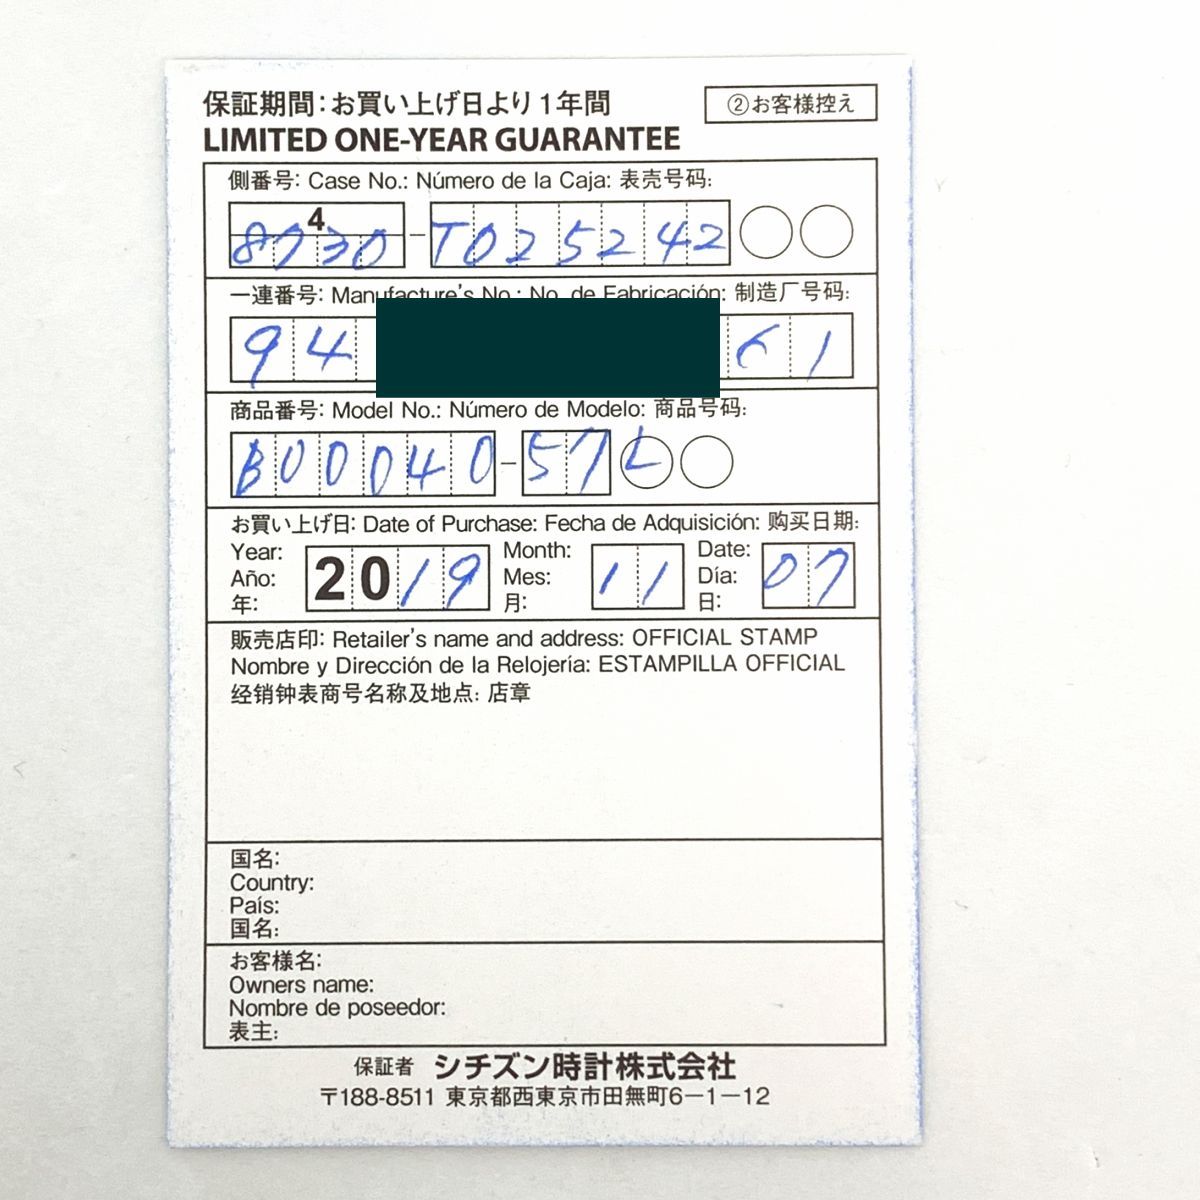 保証期間：お買い上げ日より1年間
②お客様控え
LIMITED ONE-YEAR GUARANTEE
側番号: Case No.: Número de la Caja: 表売号码:
4
8730-T025242
一連番号: Manufacture's No.: No. de Fabricación: 制造厂号码:
94 61
商品番号: Model No.: Número de Modelo: 商品号码:
B00040-57L
お買い上げ日: Date of Purchase: Fecha de Adquisición: 购买日期:
Year: Month: Date:
Año: 2019 Mes: 11 Día: 07
年: 月: 日:
販売店印: Retailer's name and address: OFFICIAL STAMP
Nombre y Dirección de la Relojería: ESTAMPILLA OFFICIAL
经销钟表商号名称及地点: 店章
国名:
Country:
País:
国名:
お客様名:
Owners name:
Nombre de poseedor:
表主:
保証者 シチズン時計株式会社
〒188-8511 東京都西東京市田無町6-1-12